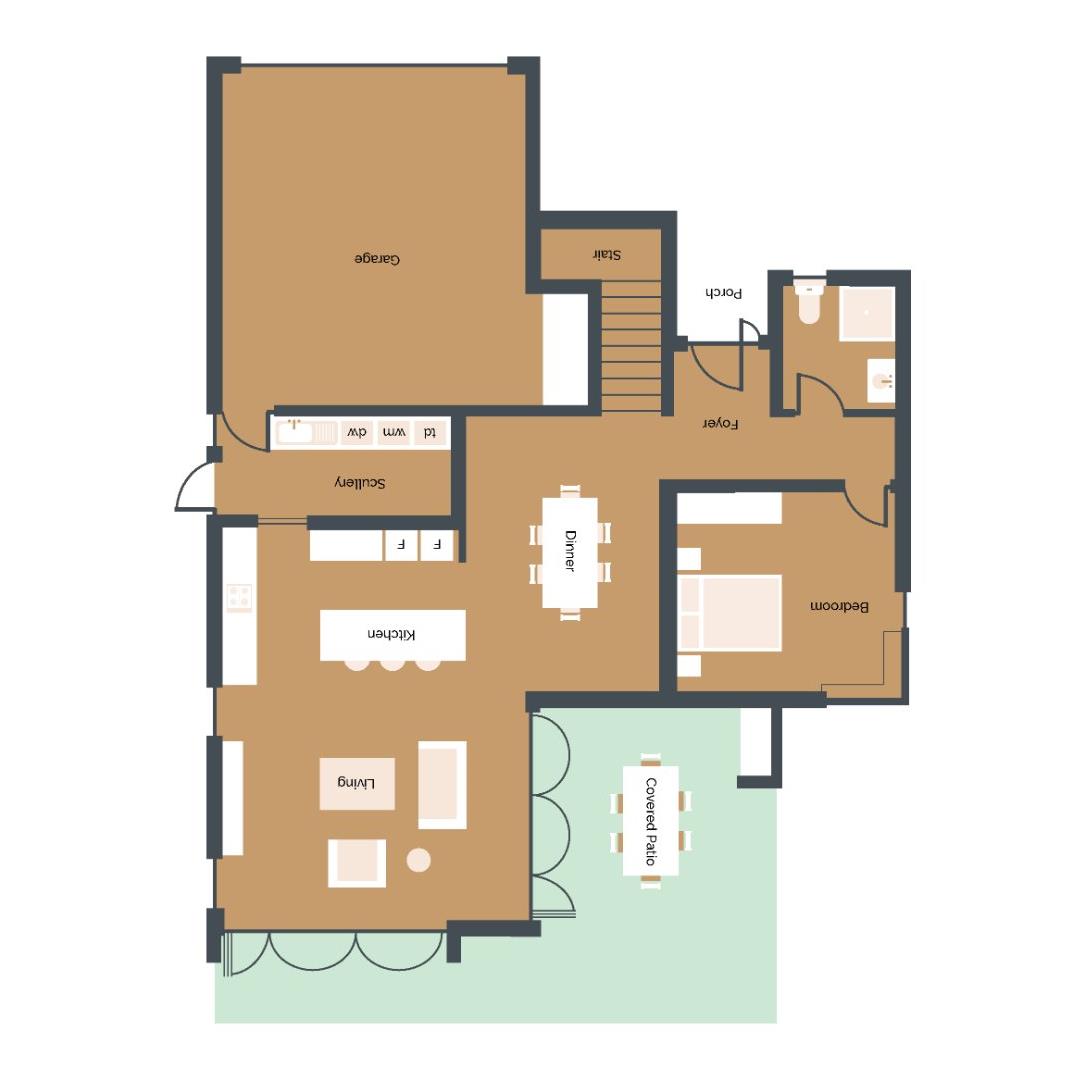 Garage
Stair
Porch
Foyer
dw
wm
td
Scullery
Dinner
F
F
Kitchen
Bedroom
Living
Covered Patio